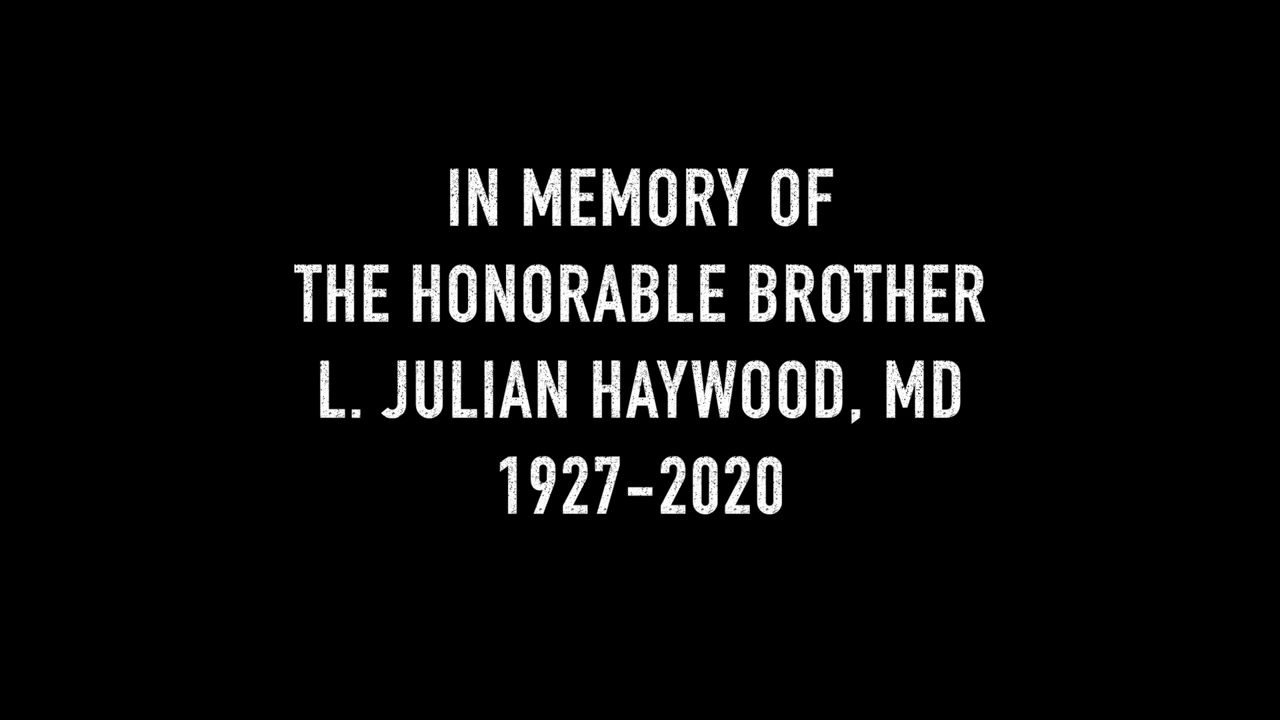 IN MEMORY OF
THE HONORABLE BROTHER
L. JULIAN HAYWOOD, MD
1927-2020